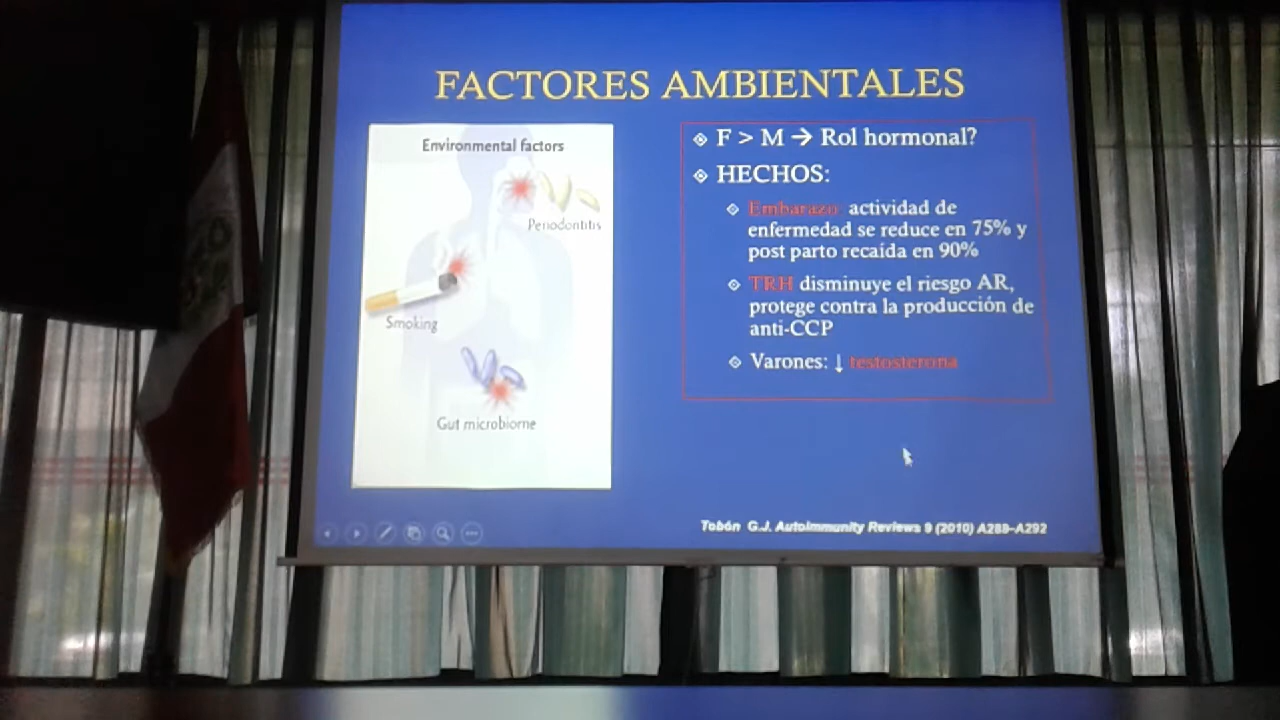 FACTORES AMBIENTALES
Environmental factors
Periodontitis
Smoking
Gut microbiome
F > M → Rol hormonal?
HECHOS:
Embarazo: actividad de
enfermedad se reduce en 75% y
post parto recaída en 90%
TRH disminuye el riesgo AR,
protege contra la producción de
anti-CCP
Varones: ↓ testosterona
Tobón G.J. Autoimmunity Reviews 9 (2010) A288–A292